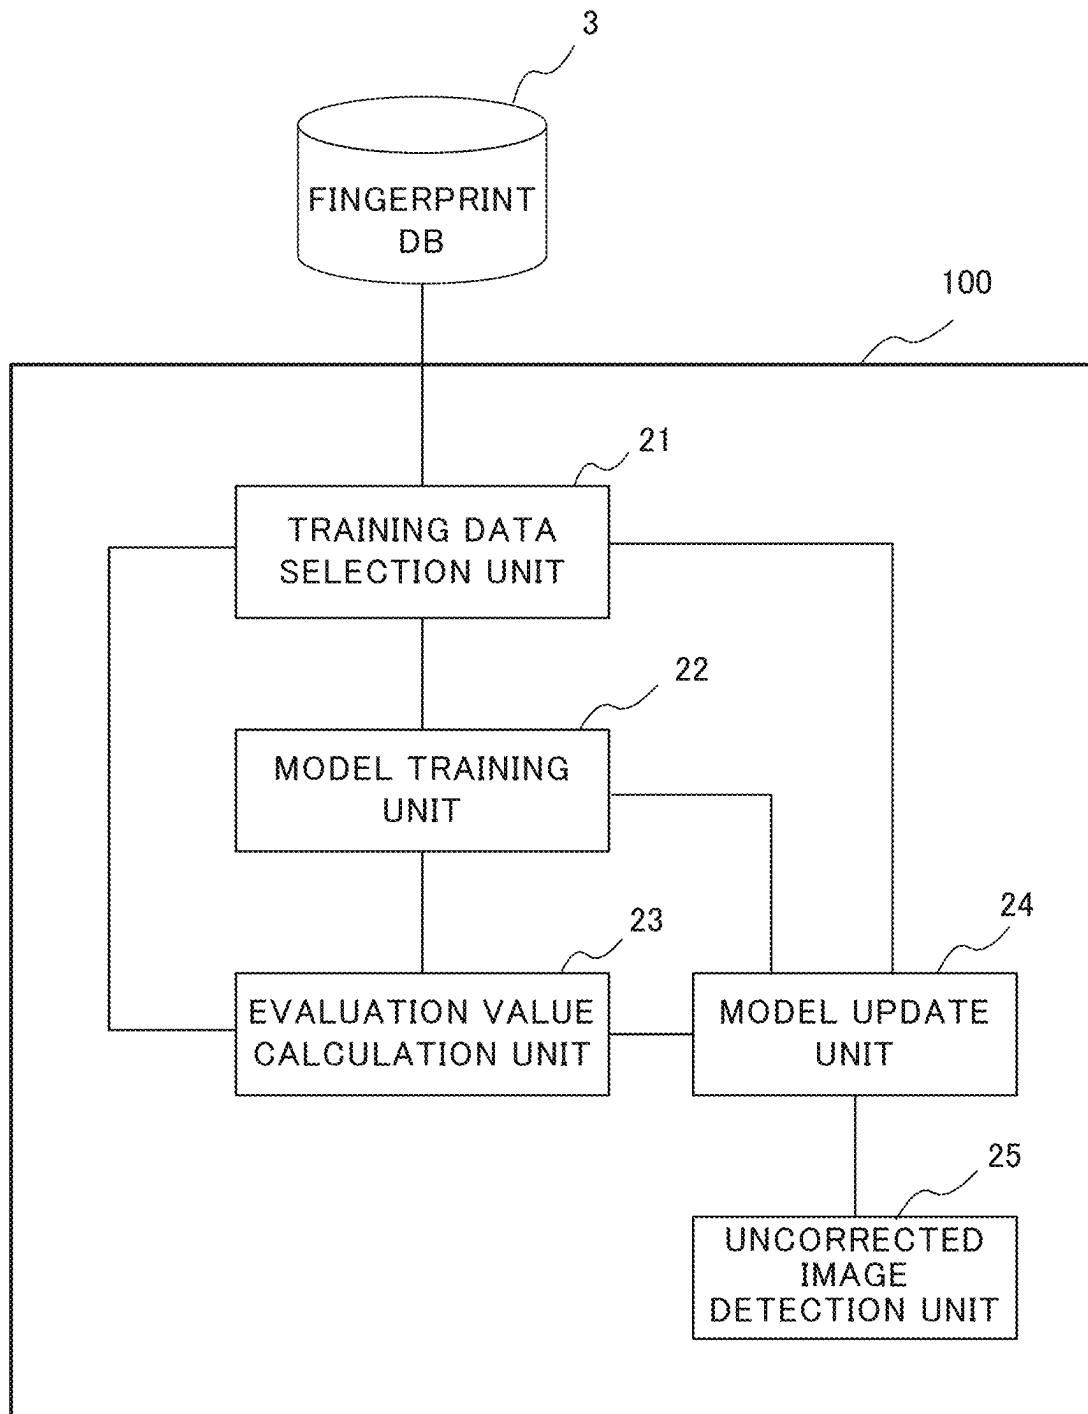 3
FINGERPRINT
DB
100
21
TRAINING DATA
SELECTION UNIT
22
MODEL TRAINING
UNIT
23
EVALUATION VALUE
CALCULATION UNIT
24
MODEL UPDATE
UNIT
25
UNCORRECTED
IMAGE
DETECTION UNIT